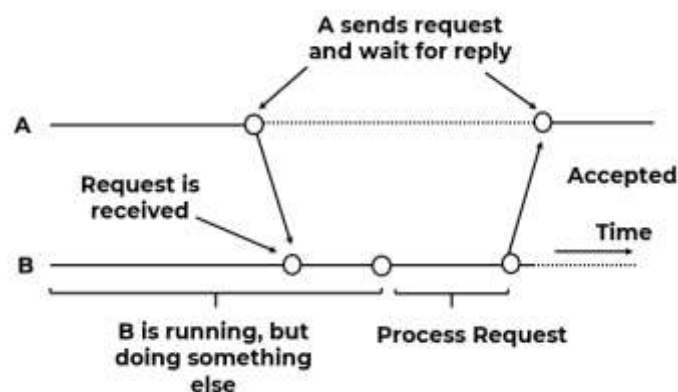 A sends request
and wait for reply
A
Request is
received
Accepted
Time
B
B is running, but
doing something
else
Process Request